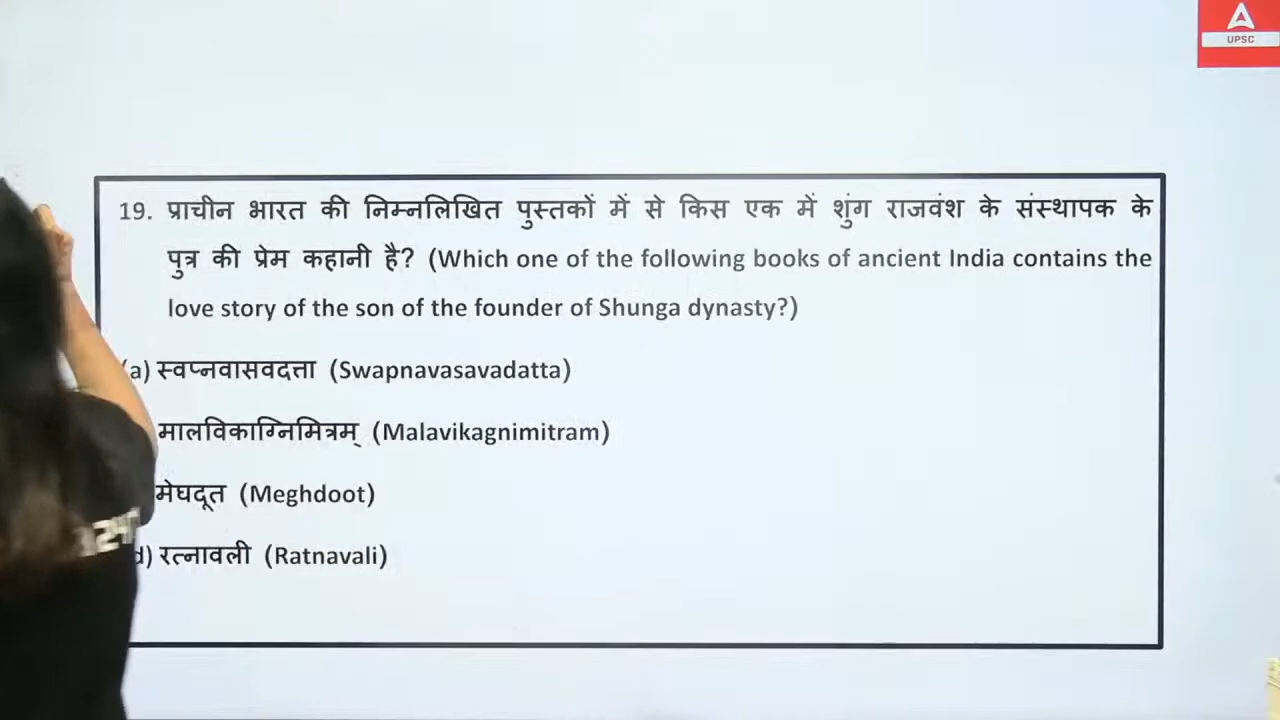 UPSC
19. प्राचीन भारत की निम्नलिखित पुस्तकों में से किस एक में शुंग राजवंश के संस्थापक के
पुत्र की प्रेम कहानी है? (Which one of the following books of ancient India contains the
love story of the son of the founder of Shunga dynasty?)
a) स्वप्नवासवदत्ता (Swapnavasavadatta)
मालविकाग्निमित्रम् (Malavikagnimitram)
मेघदूत (Meghdoot)
d) रत्नावली (Ratnavali)